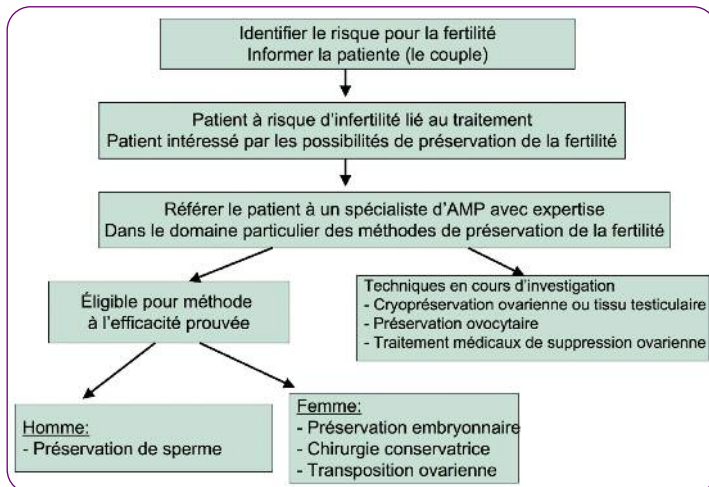 Identifier le risque pour la fertilité
Informer la patiente (le couple)
Patient à risque d'infertilité lié au traitement
Patient intéressé par les possibilités de préservation de la fertilité
Référer le patient à un spécialiste d'AMP avec expertise
Dans le domaine particulier des méthodes de préservation de la fertilité
Éligible pour méthode
à l'efficacité prouvée
Techniques en cours d'investigation
- Cryopréservation ovarienne ou tissu testiculaire
- Préservation ovocytaire
- Traitement médicaux de suppression ovarienne
Homme:
- Préservation de sperme
Femme:
- Préservation embryonnaire
- Chirurgie conservatrice
- Transposition ovarienne